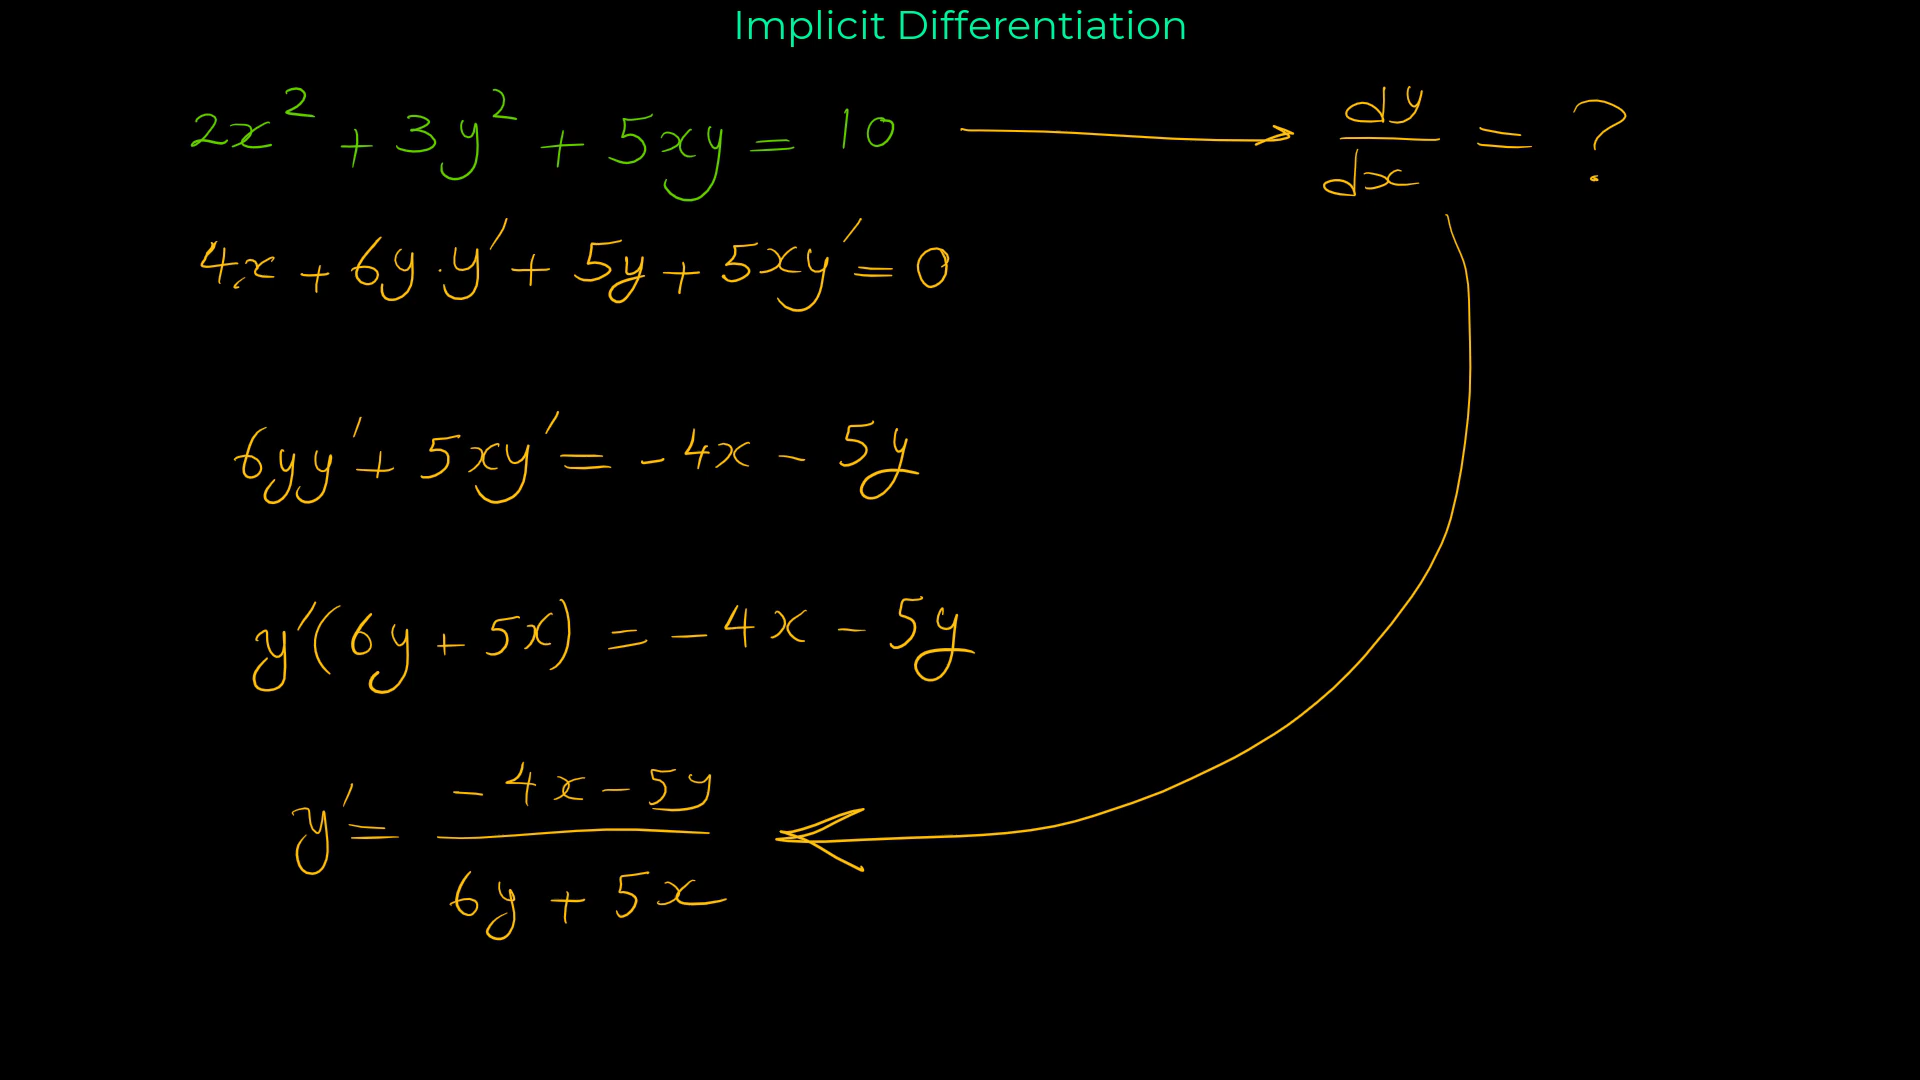 Implicit Differentiation
2x² + 3y² + 5xy = 10 → dy/dx = ?
4x + 6y·y′ + 5y + 5xy′ = 0
6yy′ + 5xy′ = -4x - 5y
y′(6y + 5x) = -4x - 5y
y′ = (-4x - 5y)/(6y + 5x)